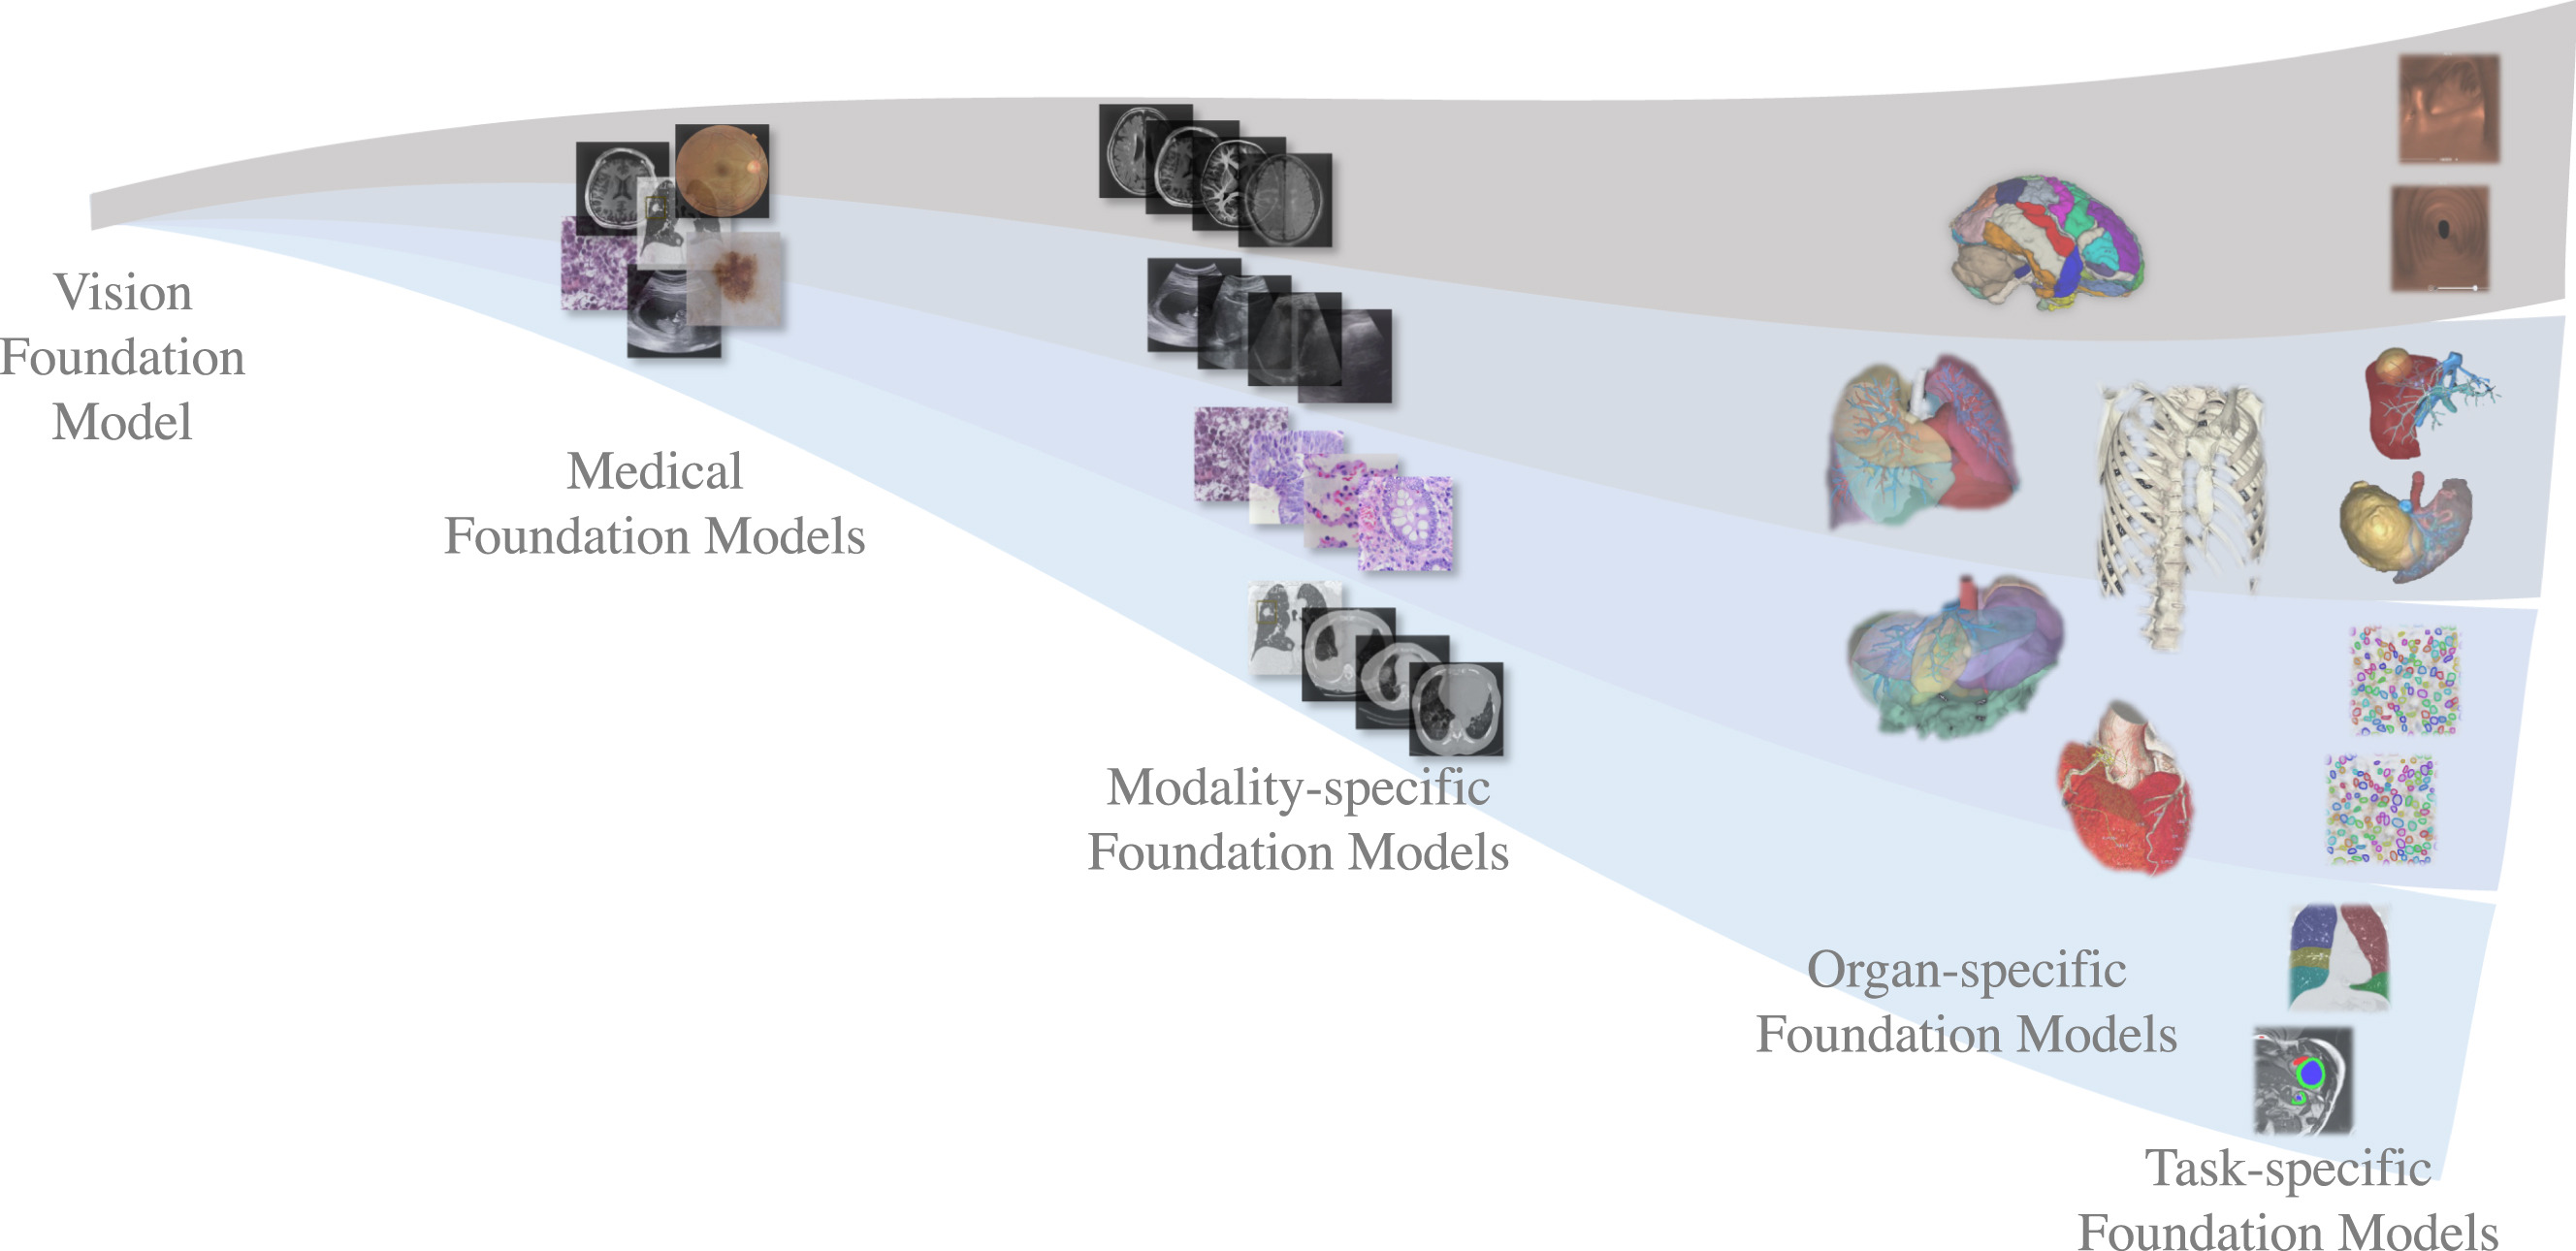 Vision
Foundation
Model
Medical
Foundation Models
Modality-specific
Foundation Models
Organ-specific
Foundation Models
Task-specific
Foundation Models